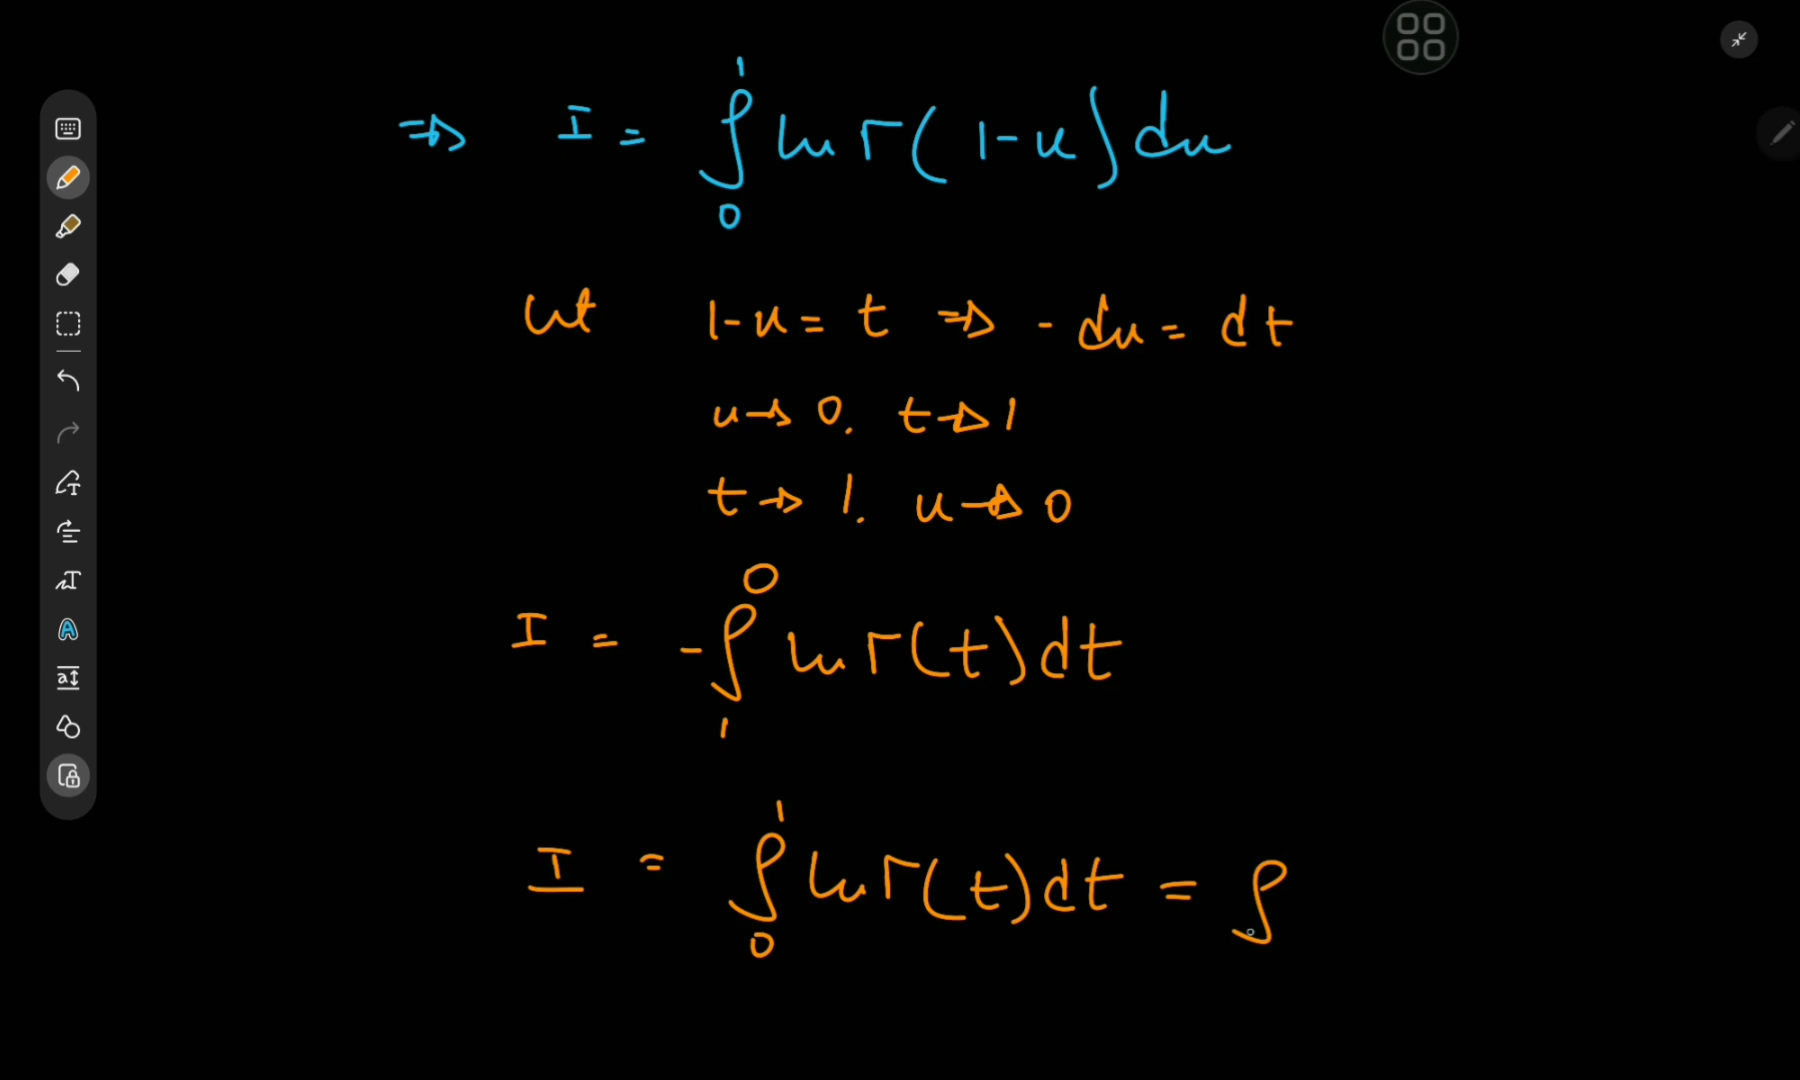 ⇒ I = ∫₀¹ ln Γ(1-u) du
let 1-u = t ⇒ -du = dt
u → 0. t → 1
t → 1. u → 0
I = -∫₁⁰ ln Γ(t) dt
I = ∫₀¹ ln Γ(t) dt = ∫